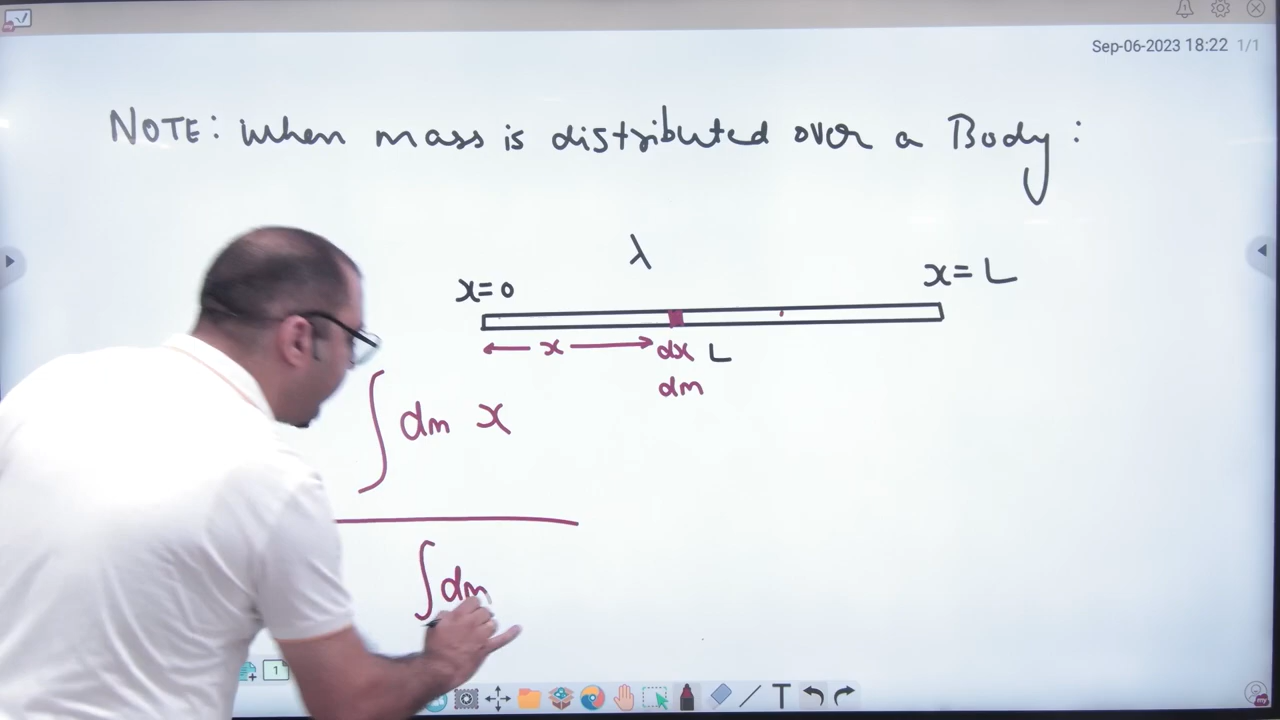 Sep-06-2023 18:22 1/1
NOTE: when mass is distributed over a Body:
λ
x=0
x= L
x
dx L
dm
∫ dm x
∫ dm
1
T